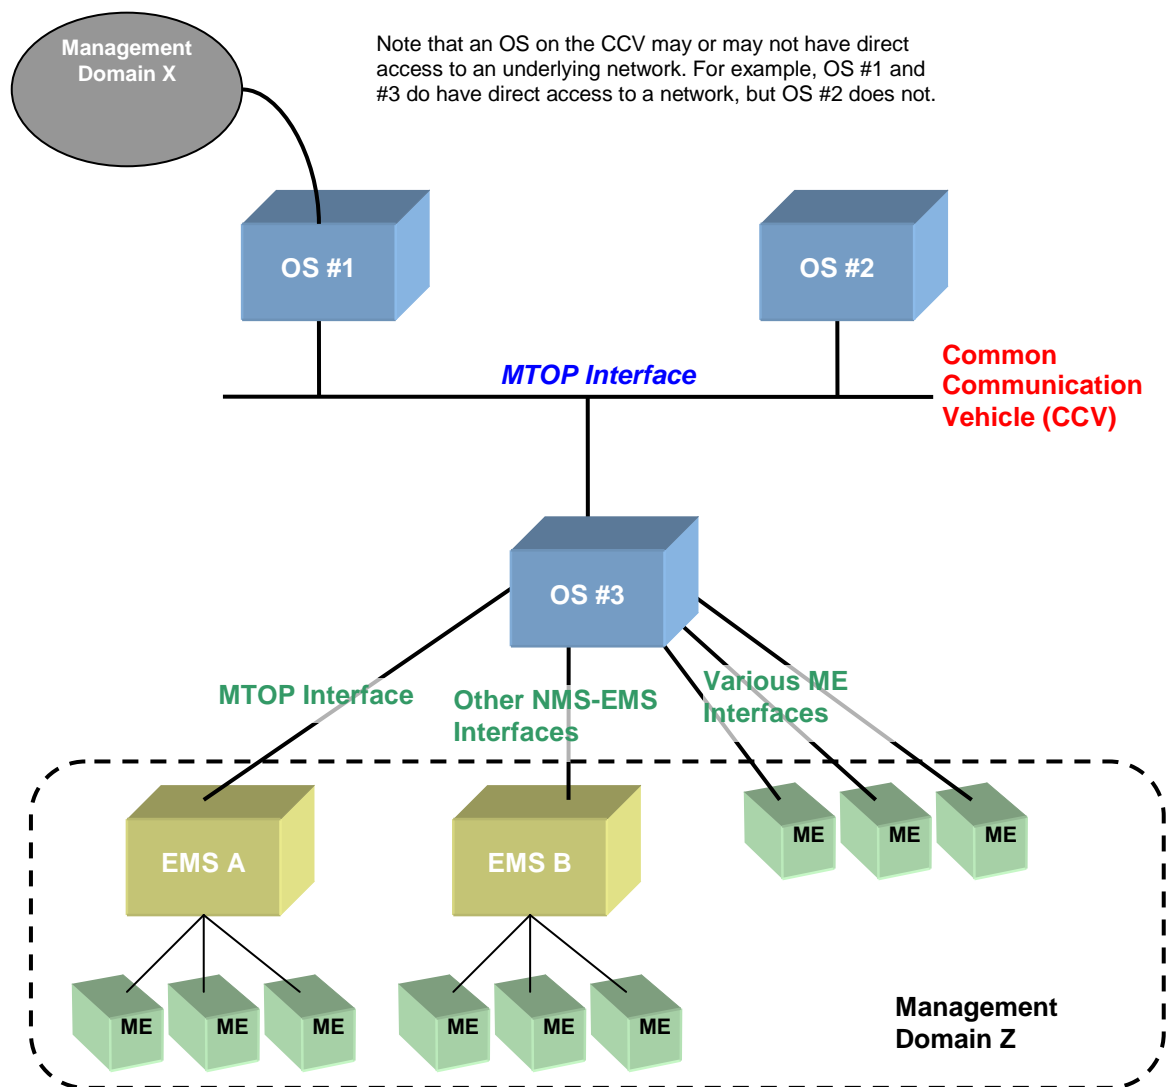 Management
Domain X
Note that an OS on the CCV may or may not have direct
access to an underlying network. For example, OS #1 and
#3 do have direct access to a network, but OS #2 does not.
OS #1
OS #2
MTOP Interface
Common
Communication
Vehicle (CCV)
OS #3
MTOP Interface
Other NMS-EMS
Interfaces
Various ME
Interfaces
ME
ME
ME
EMS A
EMS B
ME
ME
ME
ME
ME
ME
Management
Domain Z